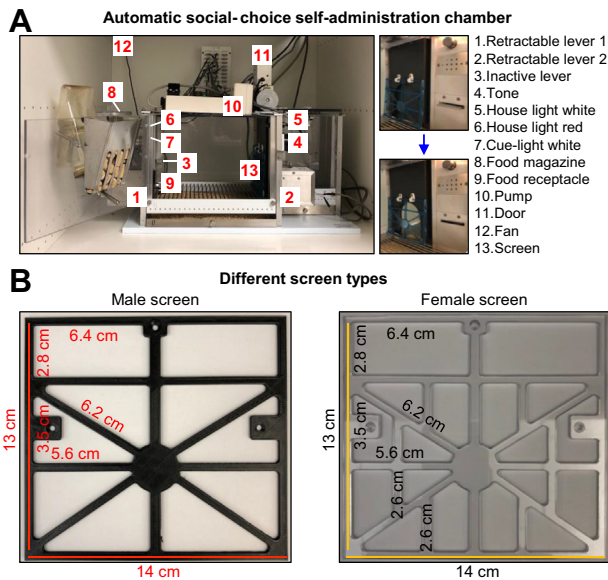 A
Automatic social-choice self-administration chamber
12
11
8
10
6
7
3
9
1
5
4
13
2
1.Retractable lever 1
2.Retractable lever 2
3.Inactive lever
4.Tone
5.House light white
6.House light red
7.Cue-light white
8.Food magazine
9.Food receptacle
10.Pump
11.Door
12.Fan
13.Screen
B
Different screen types
Male screen
6.4 cm
2.8 cm
6.2 cm
3.5 cm
5.6 cm
13 cm
14 cm
Female screen
6.4 cm
2.8 cm
6.2 cm
3.5 cm
5.6 cm
2.6 cm
2.6 cm
13 cm
14 cm